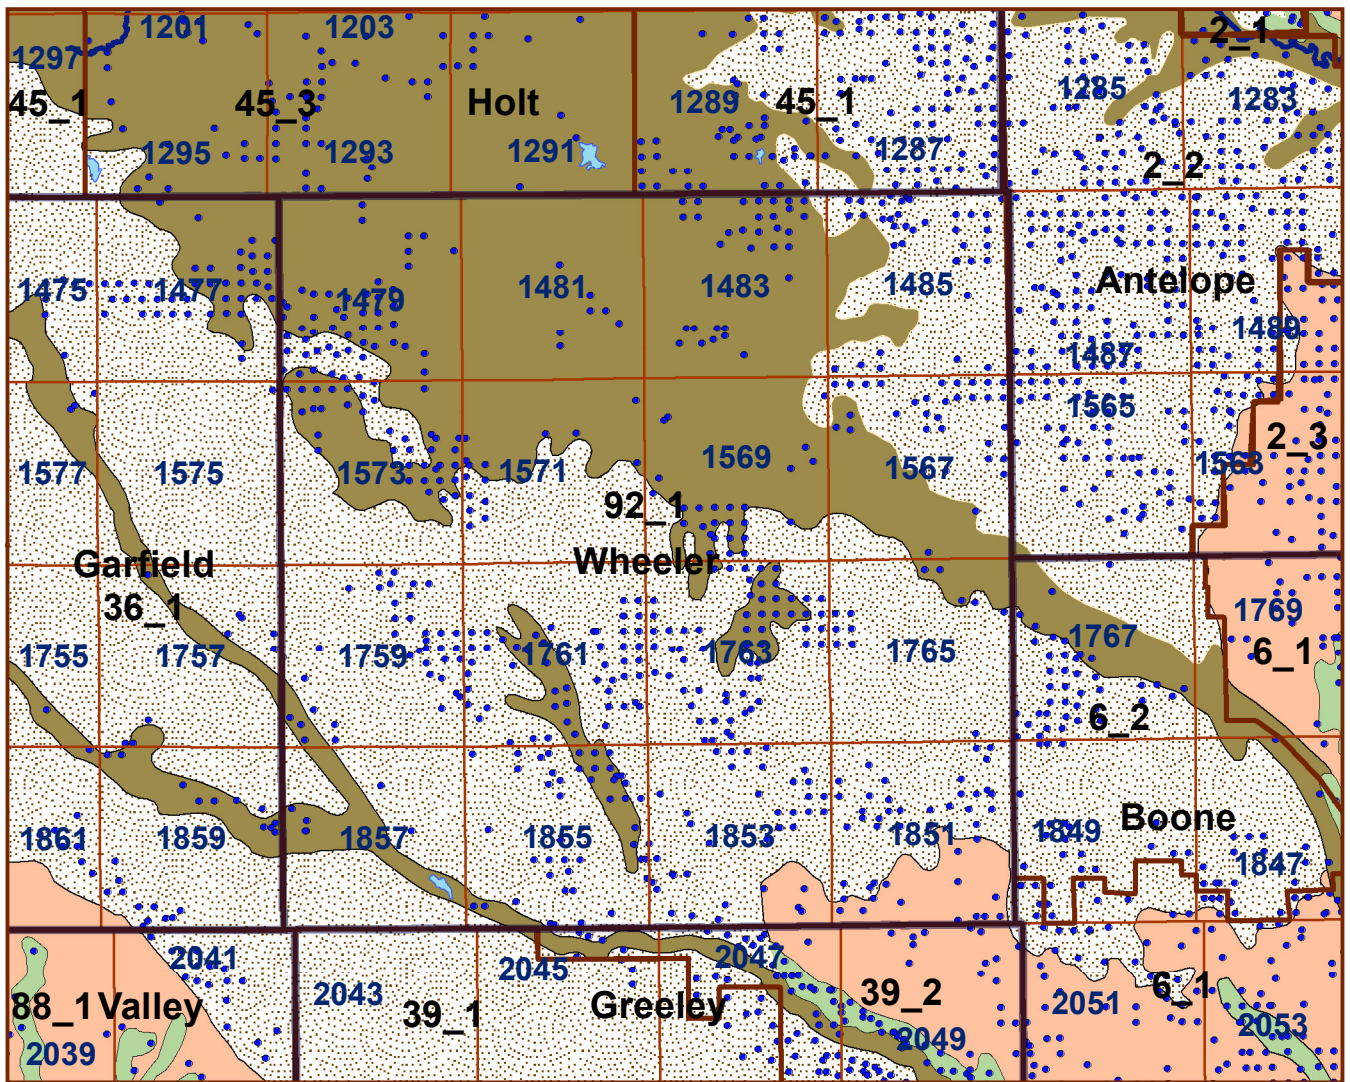 1201 1203 2_1
1297 1285 1283
45_1 45_3 Holt 1289 45_1
1295 1293 1291 1287 2_2
1475 1477 1479 1481 1483 1485 Antelope
1487 1489
1565
2_3
1577 1575 1573 1571 1569 1567 1563
92_1
Garfield Wheeler
36_1 1769
1755 1757 1759 1761 1763 1765 1767 6_1
6_2
Boone
1861 1859 1857 1855 1853 1851 1849
1847
2041 2045 2047
2043 39_2 2051 6_1
88_1 Valley 39_1 Greeley
2039 2049 2053